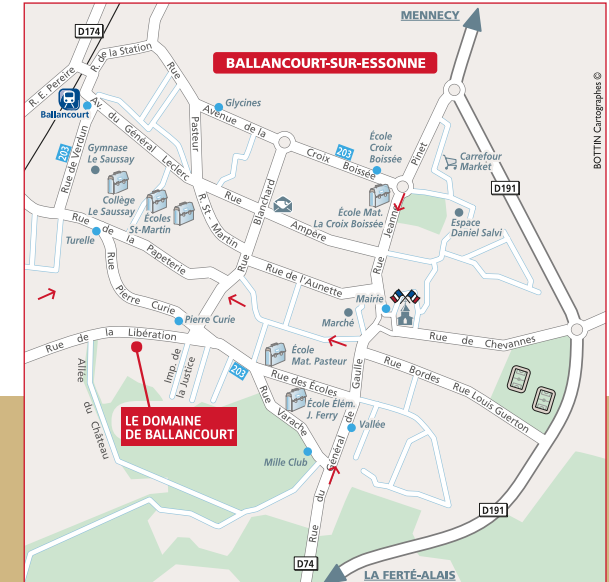 MENNECY
D174
R. de la Station
BALLANCOURT-SUR-ESSONNE
BOTTIN Cartographes ©
R. E. Pereire
Rue Pasteur
Ballancourt
Glycines
Av. du Général Leclerc
Avenue de la Croix Boissée
203
École
Croix
Boissée
Pinet
Carrefour
Market
203
Rue de Verdun
Gymnase
Le Saussay
Collège
Le Saussay
Écoles
St-Martin
R. St-Martin
Rue Blanchard
Rue Ampère
École Mat.
La Croix Boissée
D191
Espace
Daniel Salvi
Rue Jeanne
Turelle
Rue de la Papeterie
Rue de l'Aunette
Rue Pierre Curie
Mairie
Marché
Pierre Curie
Rue de Chevannes
Rue de la Libération
Imp. de
la Justice
203
École
Mat. Pasteur
Rue des Écoles
Rue Bordes
Rue Louis Guerton
Allée du Château
LE DOMAINE
DE BALLANCOURT
Rue Varache
École Élém.
J. Ferry
Vallée
Mille Club
Rue du Général de Gaulle
D191
D74
LA FERTÉ-ALAIS